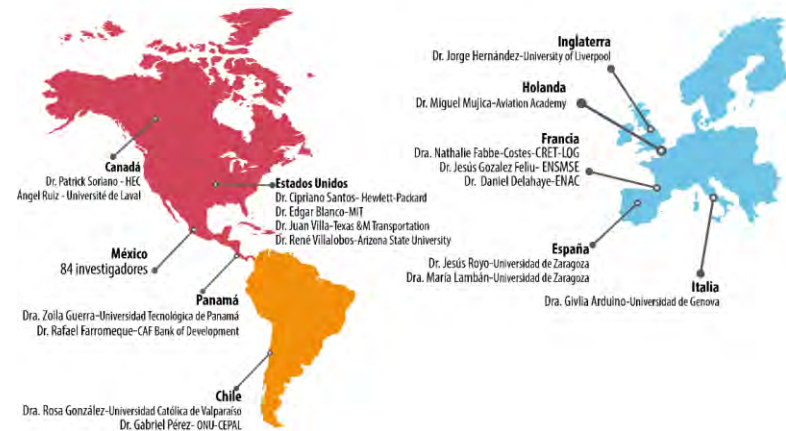 Canadá
Dr. Patrick Soriano - HEC
Ángel Ruiz - Université de Laval
Estados Unidos
Dr. Cipriano Santos- Hewlett-Packard
Dr. Edgar Blanco-MIT
Dr. Juan Villa-Texas &M Transportation
Dr. René Villalobos-Arizona State University
México
84 investigadores
Panamá
Dra. Zoila Guerra-Universidad Tecnológica de Panamá
Dr. Rafael Farromeque-CAF Bank of Development
Chile
Dra. Rosa González-Universidad Católica de Valparaíso
Dr. Gabriel Pérez- ONU-CEPAL
Inglaterra
Dr. Jorge Hernández-University of Liverpool
Holanda
Dr. Miguel Mujica-Aviation Academy
Francia
Dra. Nathalie Fabbe-Costes-CRET-LOG
Dr. Jesús Gozalez Feliu- ENSMSE
Dr. Daniel Delahaye-ENAC
España
Dr. Jesús Royo-Universidad de Zaragoza
Dra. María Lambán-Universidad de Zaragoza
Italia
Dra. Givlia Arduino-Universidad de Genova